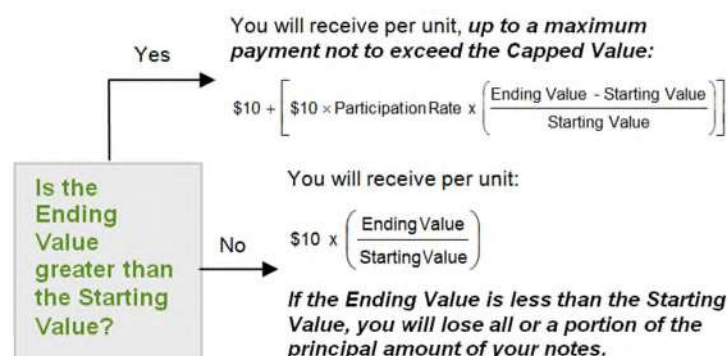 You will receive per unit, up to a maximum
payment not to exceed the Capped Value:
Yes
$10 + [ $10 × Participation Rate x ( Ending Value - Starting Value / Starting Value ) ]
Is the
Ending
Value
greater than
the Starting
Value?
No
You will receive per unit:
$10 x ( Ending Value / Starting Value )
If the Ending Value is less than the Starting
Value, you will lose all or a portion of the
principal amount of your notes.